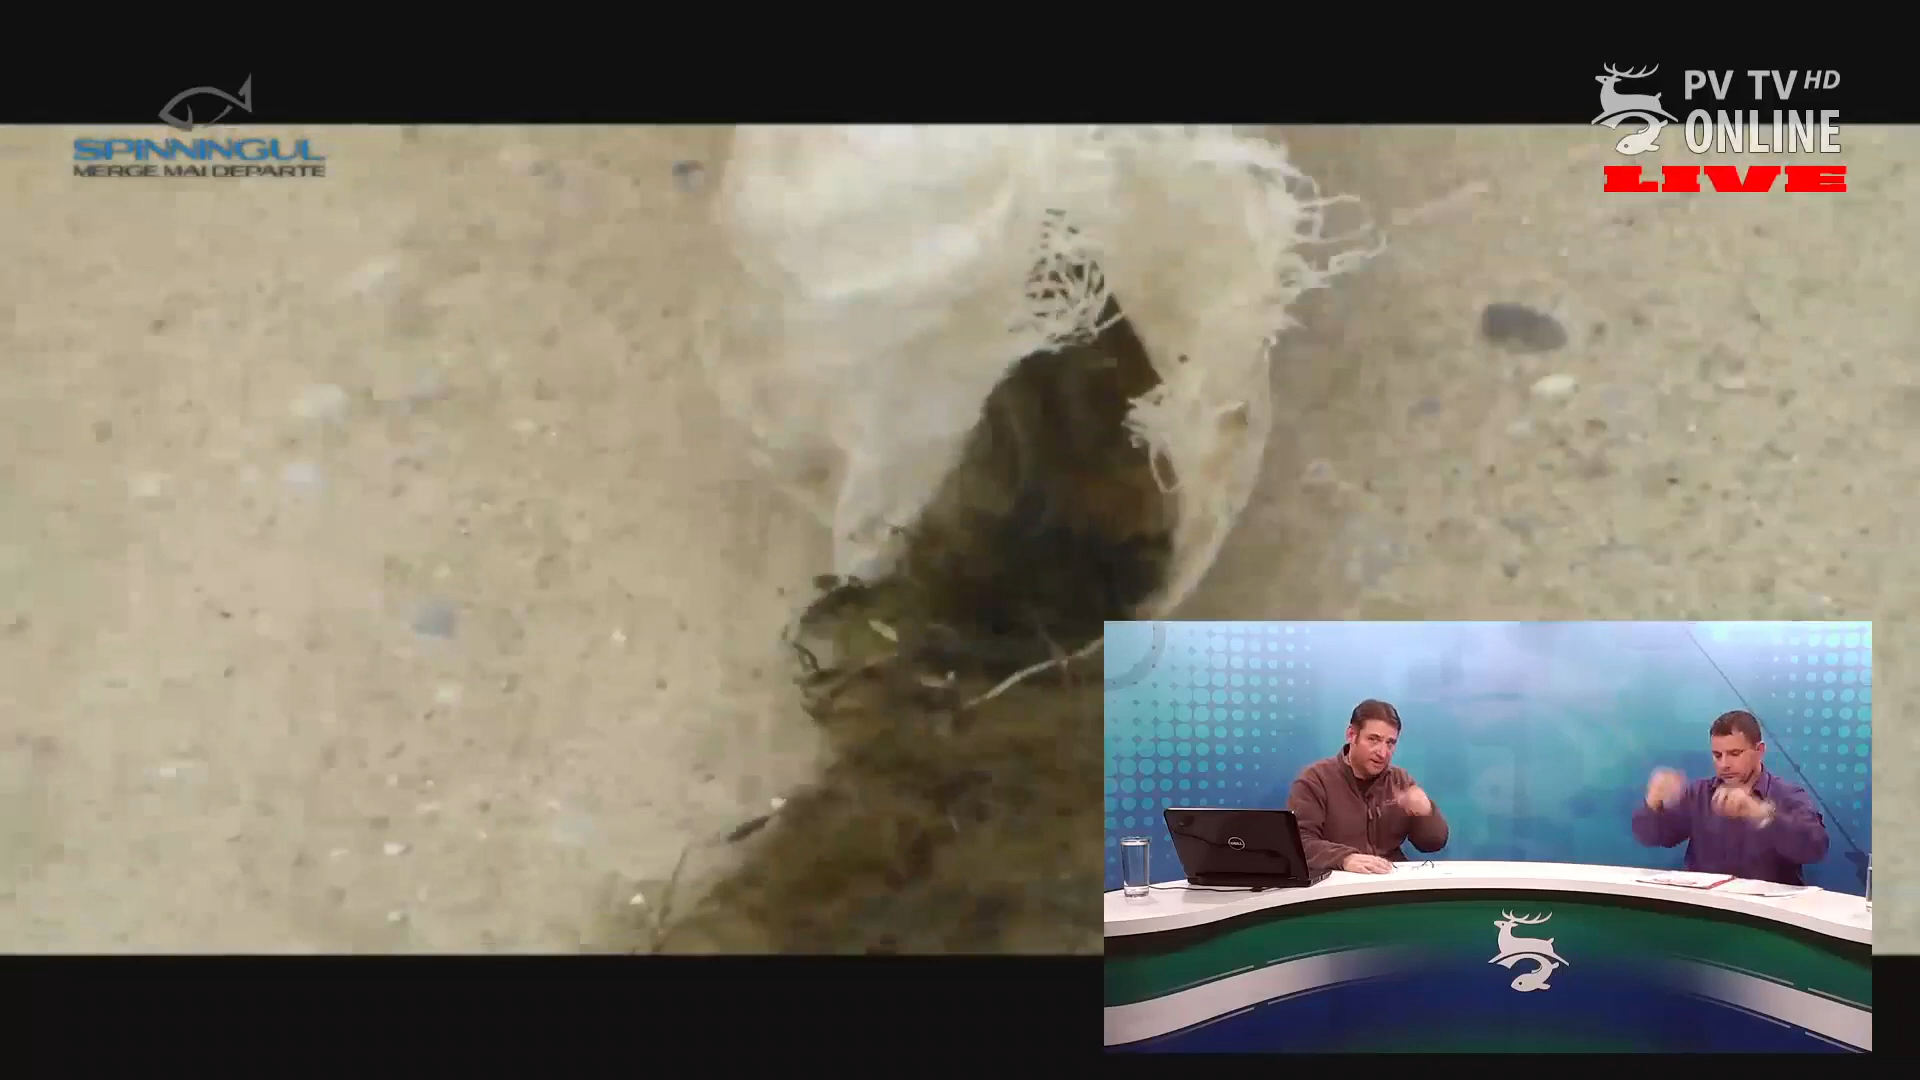 SPINNINGUL
MERGE MAI DEPARTE
PV TV HD
ONLINE
LIVE
DELL